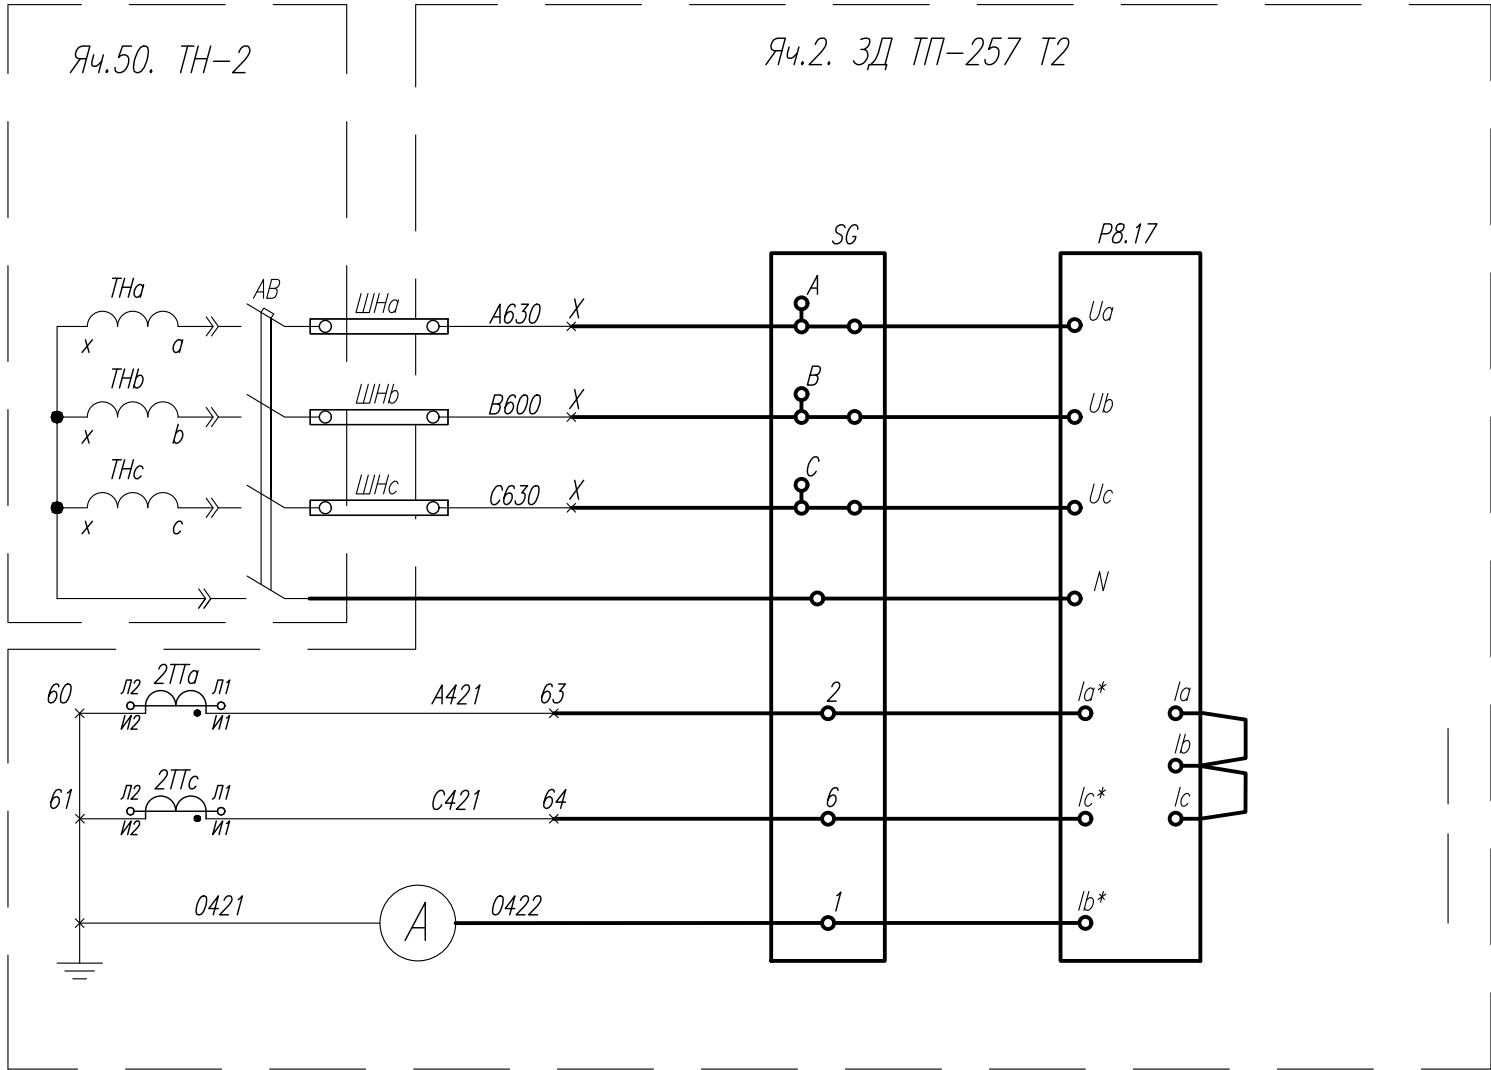 Яч.50. ТН-2
Яч.2. ЗД ТП-257 Т2
SG
Р8.17
ТНа
АВ
ШНа
А630
Х
А
Ua
х
а
ТНb
ШНb
В600
Х
В
Ub
х
b
ТНс
ШНс
С630
Х
С
Uc
х
с
N
60
Л2
2ТТа
Л1
И2
И1
А421
63
2
Ia*
Ia
Ib
61
Л2
2ТТс
Л1
И2
И1
С421
64
6
Ic*
Ic
0421
А
0422
1
Ib*